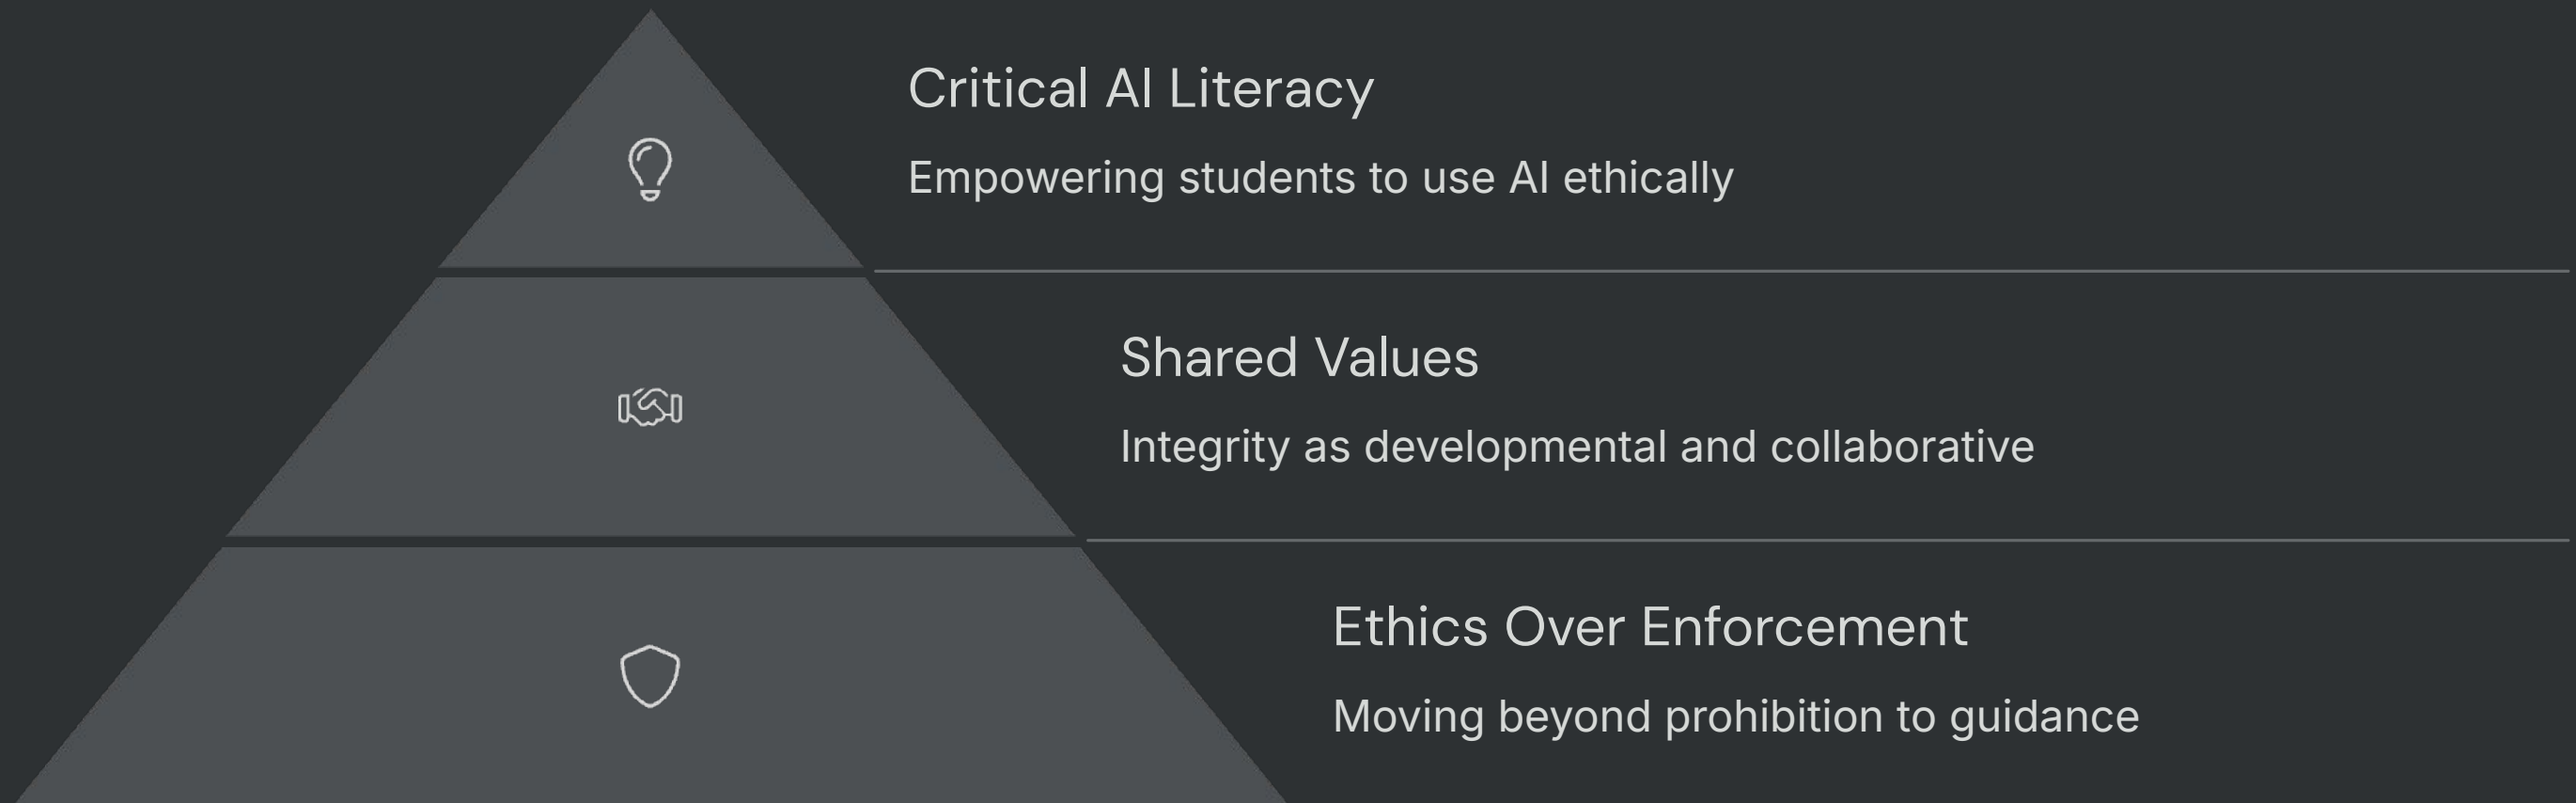 Critical AI Literacy
Empowering students to use AI ethically
Shared Values
Integrity as developmental and collaborative
Ethics Over Enforcement
Moving beyond prohibition to guidance